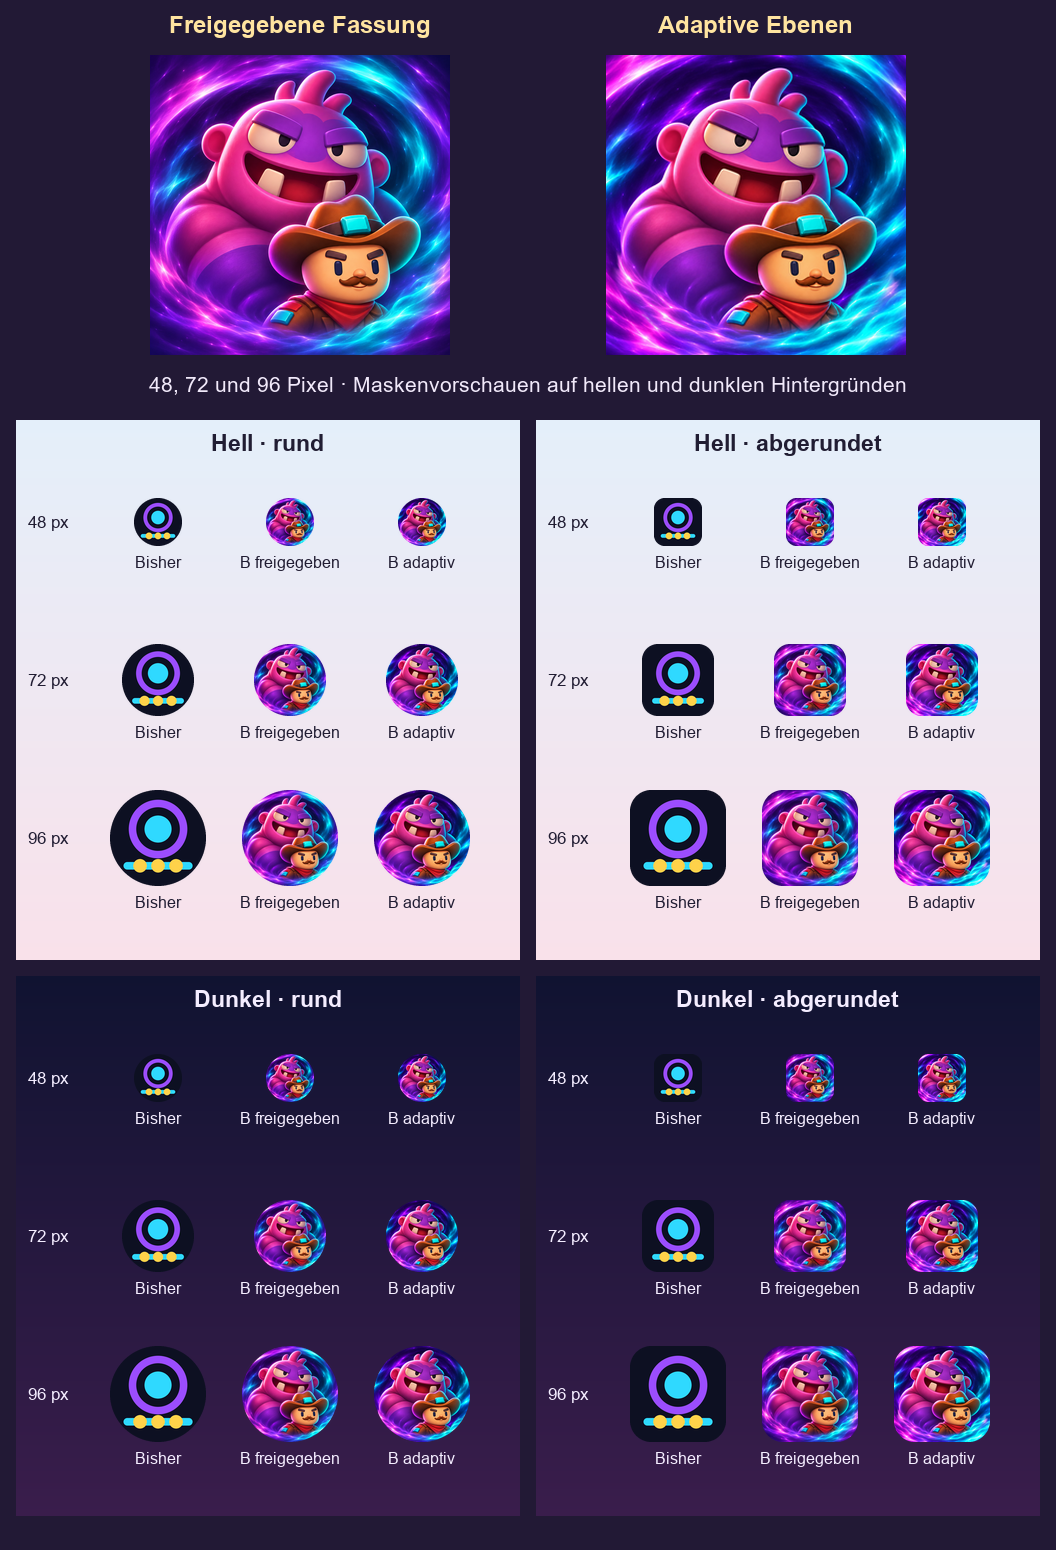 Freigegebene Fassung
Adaptive Ebenen
48, 72 und 96 Pixel · Maskenvorschauen auf hellen und dunklen Hintergründen
Hell · rund
48 px
Bisher
B freigegeben
B adaptiv
72 px
Bisher
B freigegeben
B adaptiv
96 px
Bisher
B freigegeben
B adaptiv
Hell · abgerundet
48 px
Bisher
B freigegeben
B adaptiv
72 px
Bisher
B freigegeben
B adaptiv
96 px
Bisher
B freigegeben
B adaptiv
Dunkel · rund
48 px
Bisher
B freigegeben
B adaptiv
72 px
Bisher
B freigegeben
B adaptiv
96 px
Bisher
B freigegeben
B adaptiv
Dunkel · abgerundet
48 px
Bisher
B freigegeben
B adaptiv
72 px
Bisher
B freigegeben
B adaptiv
96 px
Bisher
B freigegeben
B adaptiv